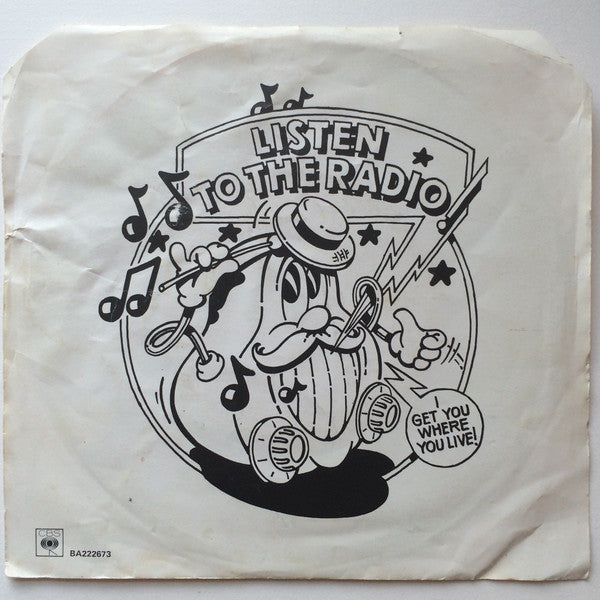 LISTEN
TO THE RADIO
I
GET YOU
WHERE
YOU LIVE!
CBS
BA222673